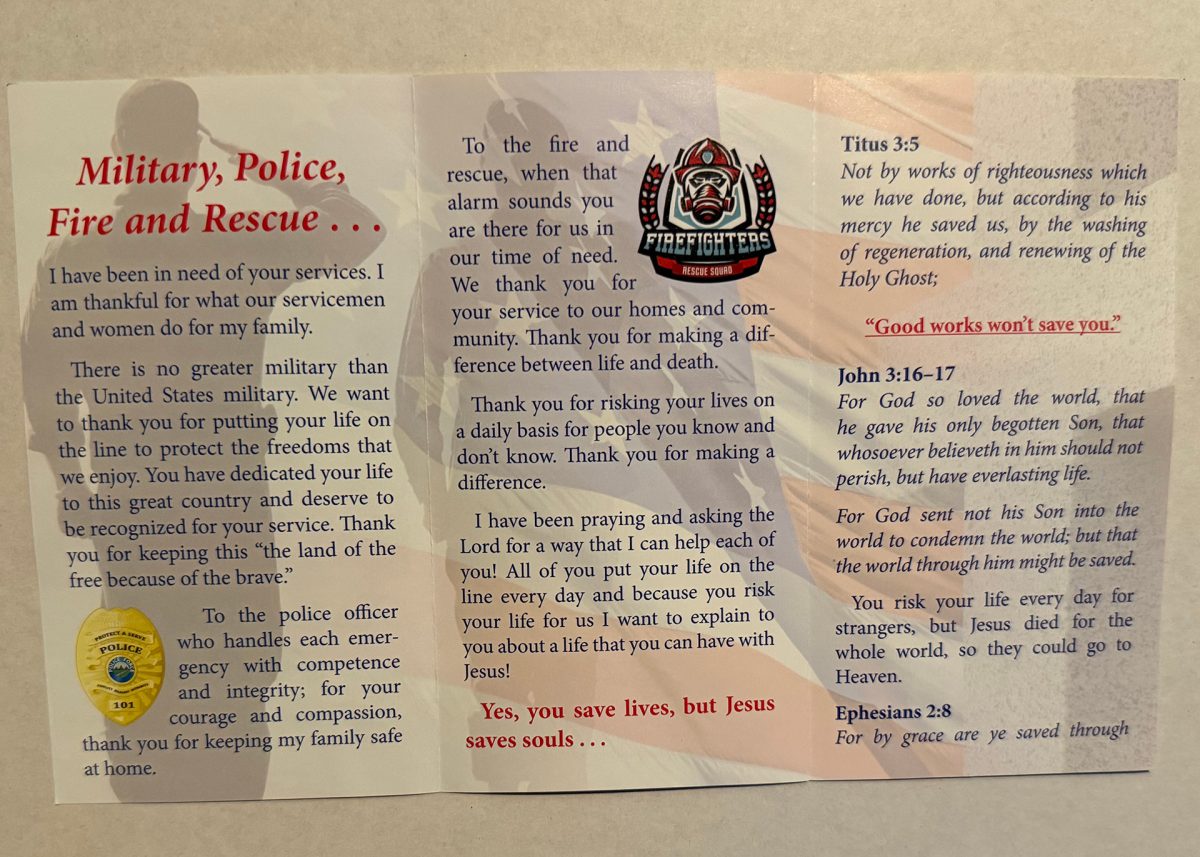 Military, Police,
Fire and Rescue . . .
I have been in need of your services. I
am thankful for what our servicemen
and women do for my family.
There is no greater military than
the United States military. We want
to thank you for putting your life on
the line to protect the freedoms that
we enjoy. You have dedicated your life
to this great country and deserve to
be recognized for your service. Thank
you for keeping this “the land of the
free because of the brave.”
PROTECT & SERVE
POLICE
101
To the police officer
who handles each emer-
gency with competence
and integrity; for your
courage and compassion,
thank you for keeping my family safe
at home.
To the fire and
rescue, when that
alarm sounds you
are there for us in
our time of need.
We thank you for
your service to our homes and com-
munity. Thank you for making a dif-
ference between life and death.
FIREFIGHTERS
RESCUE SQUAD
Thank you for risking your lives on
a daily basis for people you know and
don’t know. Thank you for making a
difference.
I have been praying and asking the
Lord for a way that I can help each of
you! All of you put your life on the
line every day and because you risk
your life for us I want to explain to
you about a life that you can have with
Jesus!
Yes, you save lives, but Jesus
saves souls . . .
Titus 3:5
Not by works of righteousness which
we have done, but according to his
mercy he saved us, by the washing
of regeneration, and renewing of the
Holy Ghost;
“Good works won’t save you.”
John 3:16–17
For God so loved the world, that
he gave his only begotten Son, that
whosoever believeth in him should not
perish, but have everlasting life.
For God sent not his Son into the
world to condemn the world; but that
the world through him might be saved.
You risk your life every day for
strangers, but Jesus died for the
whole world, so they could go to
Heaven.
Ephesians 2:8
For by grace are ye saved through